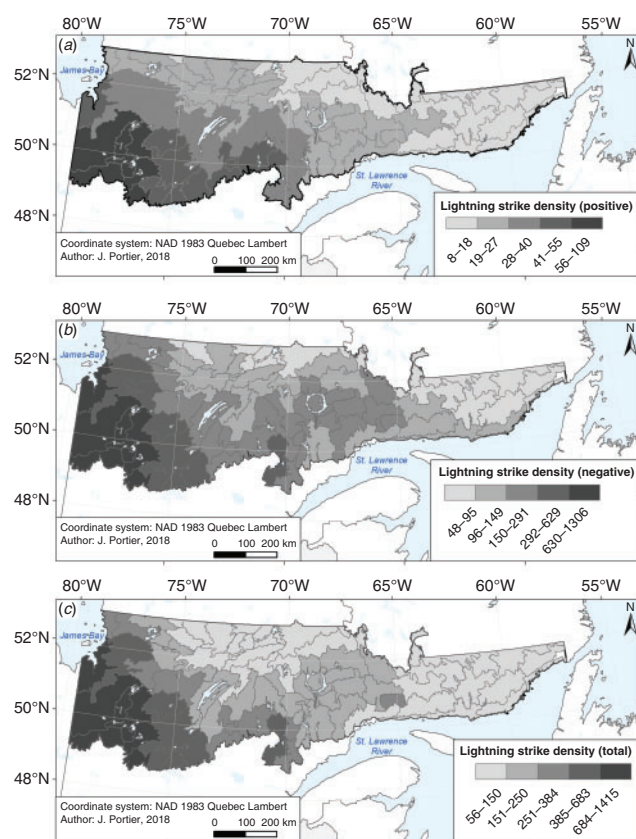 80°W 75°W 70°W 65°W 60°W 55°W
(a)
N
52°N
James-Bay
50°N
48°N
St. Lawrence
River
Lightning strike density (positive)
8–18
19–27
28–40
41–55
56–109
Coordinate system: NAD 1983 Quebec Lambert
Author: J. Portier, 2018
0 100 200 km
80°W 75°W 70°W 65°W 60°W 55°W
(b)
N
52°N
James-Bay
50°N
48°N
St. Lawrence
River
Lightning strike density (negative)
48–95
96–149
150–291
292–629
630–1306
Coordinate system: NAD 1983 Quebec Lambert
Author: J. Portier, 2018
0 100 200 km
80°W 75°W 70°W 65°W 60°W 55°W
(c)
N
52°N
James-Bay
50°N
48°N
St. Lawrence
River
Lightning strike density (total)
56–150
151–250
251–384
385–683
684–1415
Coordinate system: NAD 1983 Quebec Lambert
Author: J. Portier, 2018
0 100 200 km